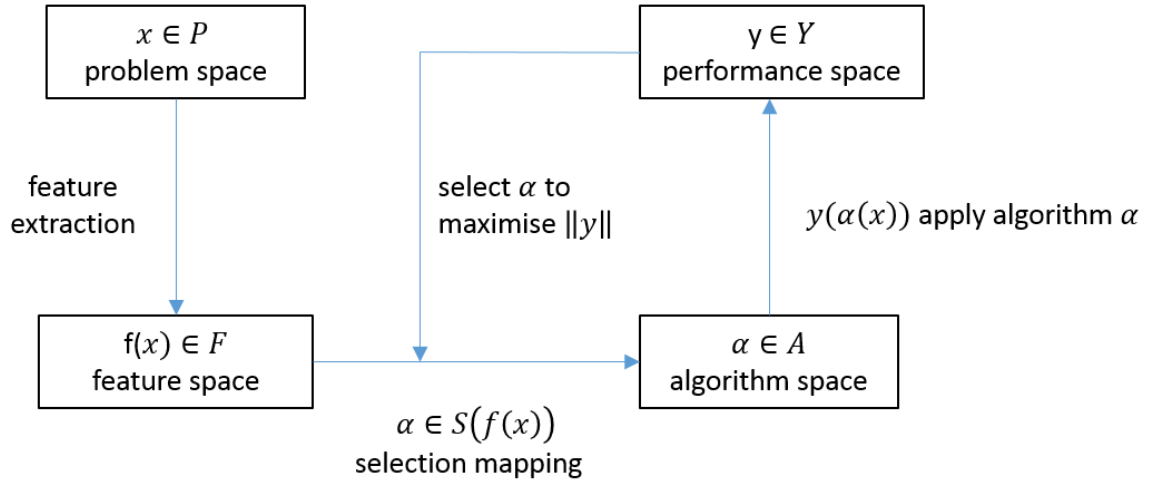 𝑥 ∈ 𝑃
problem space
y ∈ 𝑌
performance space
feature
extraction
select 𝛼 to
maximise ‖𝑦‖
𝑦(𝛼(𝑥)) apply algorithm 𝛼
f(𝑥) ∈ 𝐹
feature space
𝛼 ∈ 𝐴
algorithm space
𝛼 ∈ 𝑆(𝑓(𝑥))
selection mapping